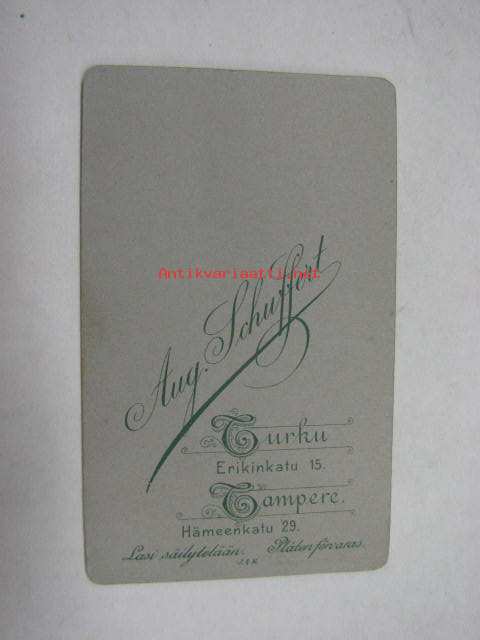 Antikvariaatti.net
Aug. Schuffert
Turku
Erikinkatu 15.
Tampere.
Hämeenkatu 29.
Lasi säilytetään. Plåten förvaras.